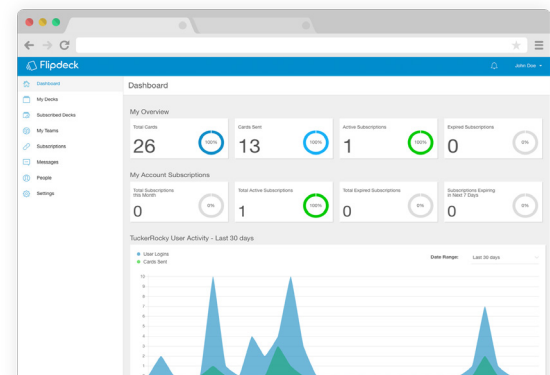 Flipdeck
John Doe
Dashboard
My Decks
Subscribed Decks
My Teams
Subscriptions
Messages
People
Settings
Dashboard
My Overview
Total Cards
26
100%
Cards Sent
13
100%
Active Subscriptions
1
100%
Expired Subscriptions
0
0%
My Account Subscriptions
Total Subscriptions
this Month
0
0%
Total Active Subscriptions
1
100%
Total Expired Subscriptions
0
0%
Subscriptions Expiring
in Next 7 Days
0
0%
TuckerRocky User Activity - Last 30 days
User Logins
Cards Sent
Date Range:
Last 30 days
10
9
8
7
6
5
4
3
2
1
0